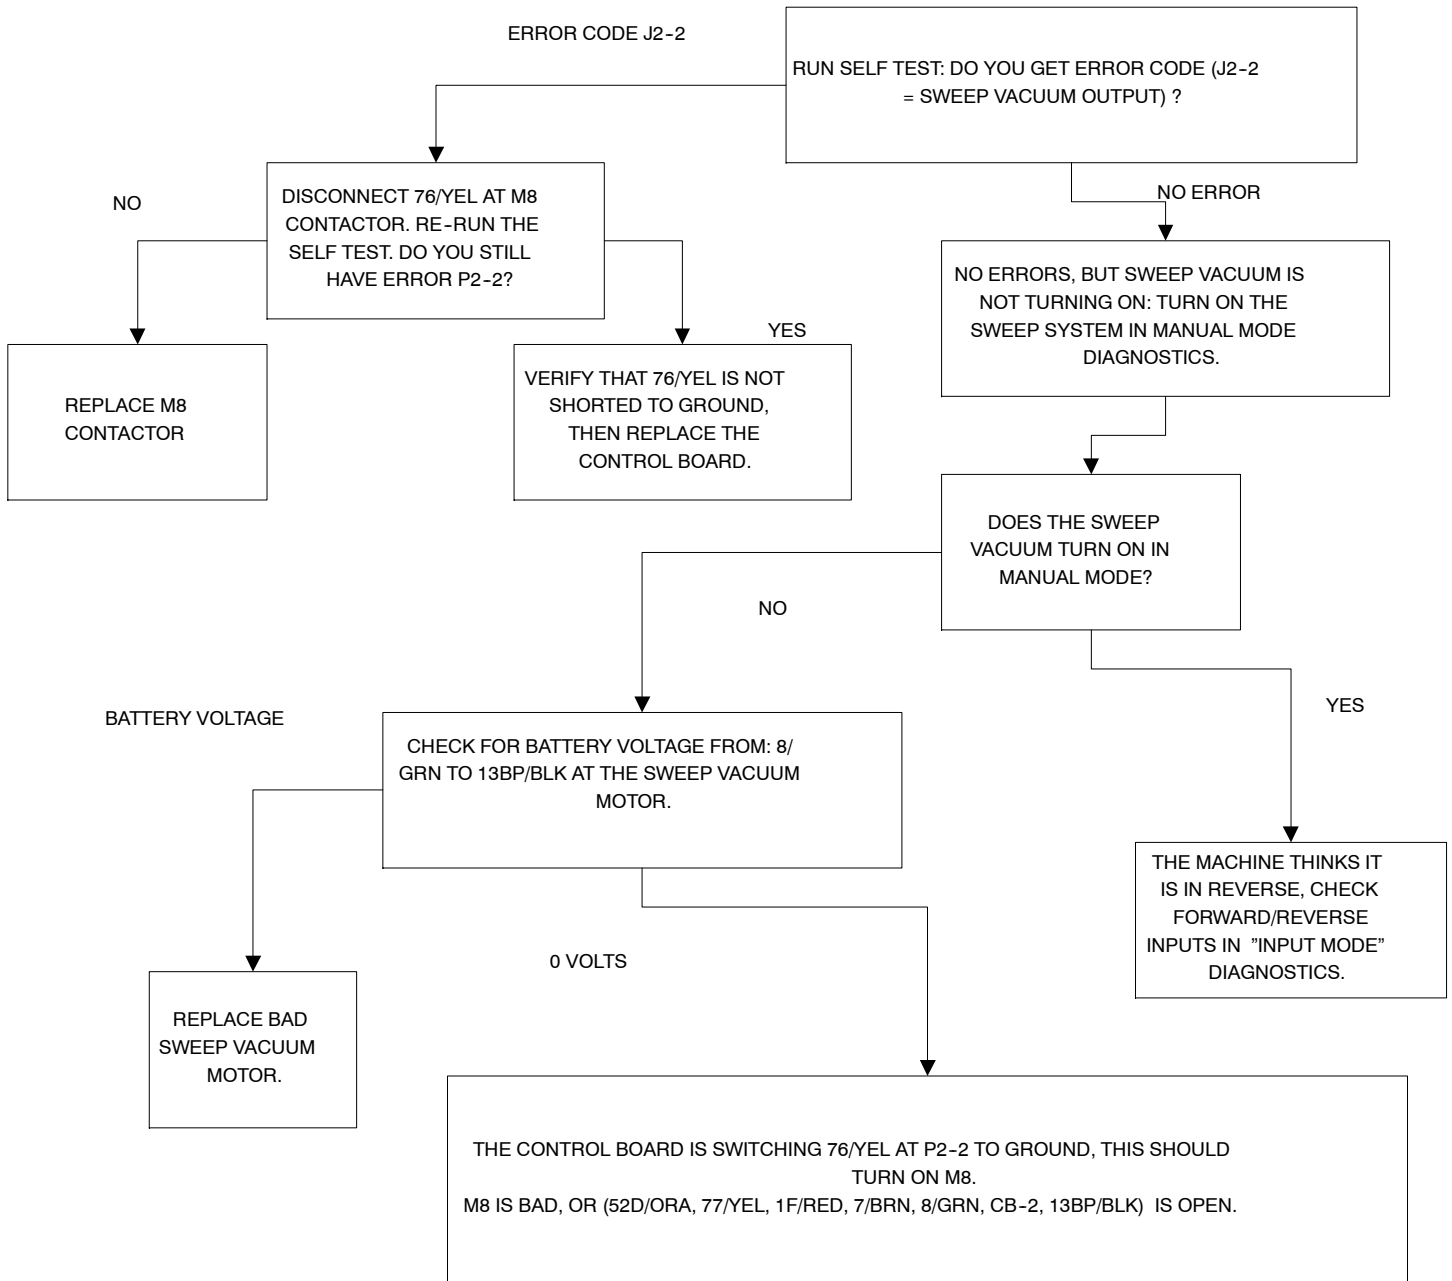 ERROR CODE J2-2
RUN SELF TEST: DO YOU GET ERROR CODE (J2-2
= SWEEP VACUUM OUTPUT) ?
NO
DISCONNECT 76/YEL AT M8
CONTACTOR. RE-RUN THE
SELF TEST. DO YOU STILL
HAVE ERROR P2-2?
NO ERROR
NO ERRORS, BUT SWEEP VACUUM IS
NOT TURNING ON: TURN ON THE
SWEEP SYSTEM IN MANUAL MODE
DIAGNOSTICS.
YES
REPLACE M8
CONTACTOR
VERIFY THAT 76/YEL IS NOT
SHORTED TO GROUND,
THEN REPLACE THE
CONTROL BOARD.
DOES THE SWEEP
VACUUM TURN ON IN
MANUAL MODE?
NO
YES
BATTERY VOLTAGE
CHECK FOR BATTERY VOLTAGE FROM: 8/
GRN TO 13BP/BLK AT THE SWEEP VACUUM
MOTOR.
THE MACHINE THINKS IT
IS IN REVERSE, CHECK
FORWARD/REVERSE
INPUTS IN ”INPUT MODE”
DIAGNOSTICS.
0 VOLTS
REPLACE BAD
SWEEP VACUUM
MOTOR.
THE CONTROL BOARD IS SWITCHING 76/YEL AT P2-2 TO GROUND, THIS SHOULD
TURN ON M8.
M8 IS BAD, OR (52D/ORA, 77/YEL, 1F/RED, 7/BRN, 8/GRN, CB-2, 13BP/BLK) IS OPEN.